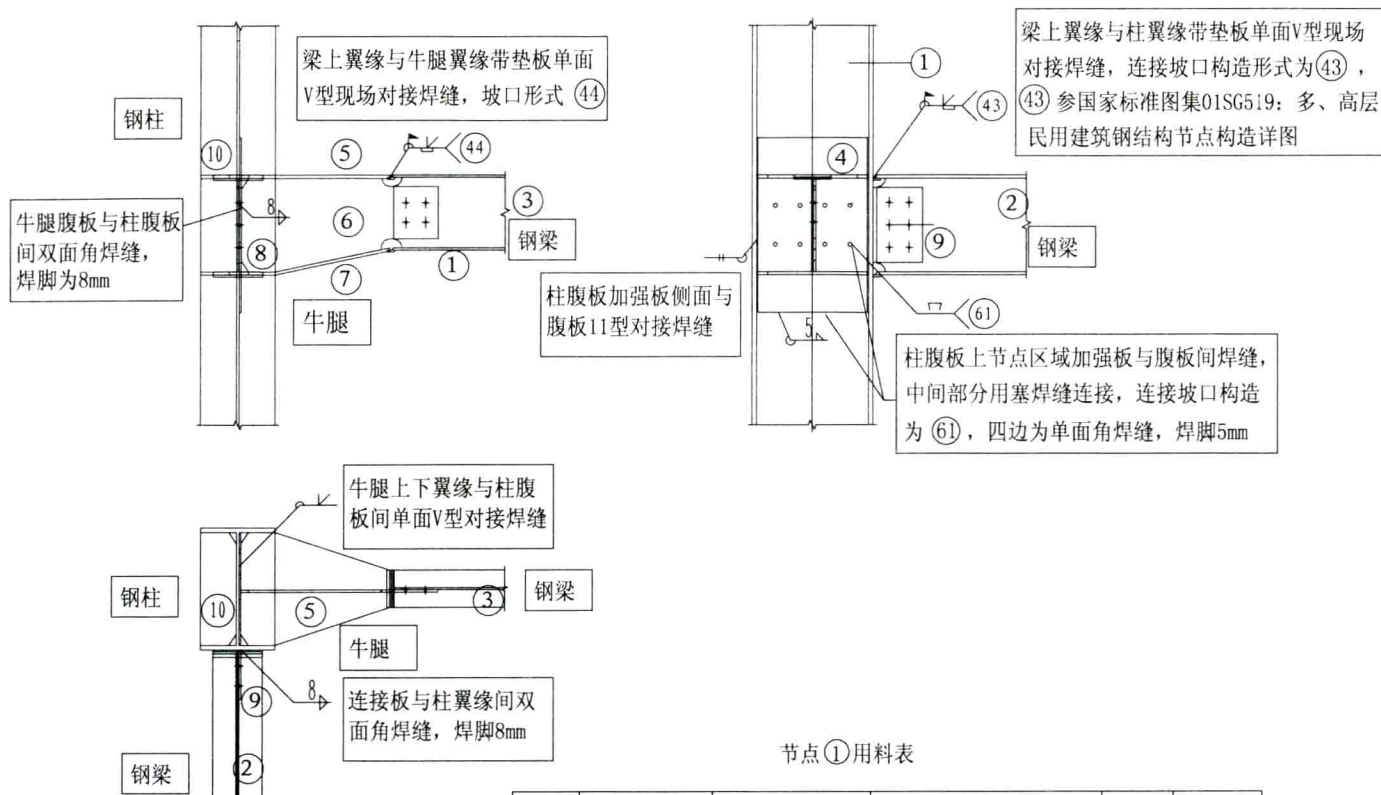 梁上翼缘与牛腿翼缘带垫板单面
V型现场对接焊缝，坡口形式 ㊹
钢柱
⑩
⑤
㊹
③
⑥
8
钢梁
牛腿腹板与柱腹板
间双面角焊缝，
焊脚为8mm
⑧
⑦
①
牛腿
梁上翼缘与柱翼缘带垫板单面V型现场
对接焊缝，连接坡口构造形式为㊸，
㊸参国家标准图集01SG519：多、高层
民用建筑钢结构节点构造详图
①
㊸
④
②
⑨
钢梁
柱腹板加强板侧面与
腹板11型对接焊缝
5
61
柱腹板上节点区域加强板与腹板间焊缝，
中间部分用塞焊缝连接，连接坡口构造
为 61，四边为单面角焊缝，焊脚5mm
牛腿上下翼缘与柱腹
板间单面V型对接焊缝
钢柱
⑩
⑤
③
钢梁
牛腿
8
⑨
连接板与柱翼缘间双
面角焊缝，焊脚8mm
钢梁
②
节点①用料表